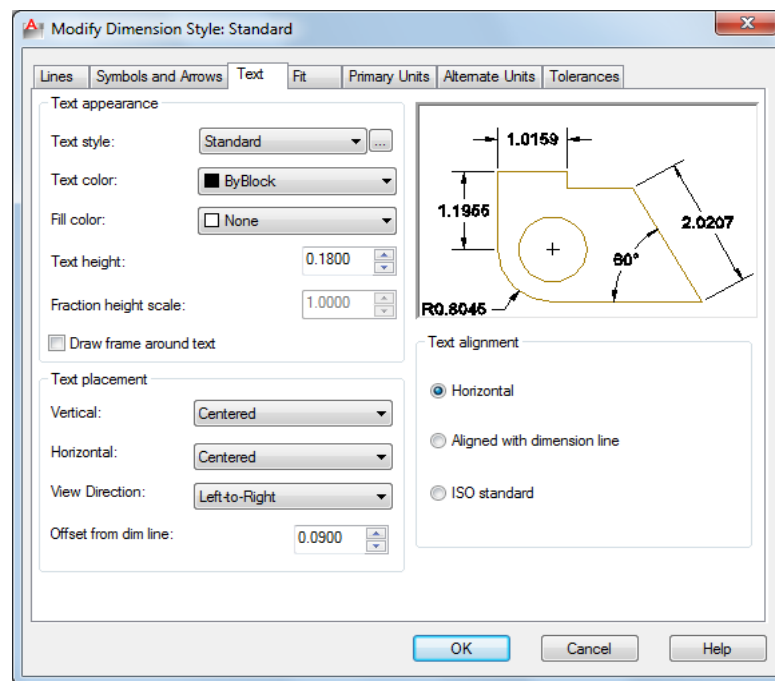 Modify Dimension Style: Standard
Lines
Symbols and Arrows
Text
Fit
Primary Units
Alternate Units
Tolerances
Text appearance
Text style:
Standard
...
Text color:
ByBlock
Fill color:
None
Text height:
0.1800
Fraction height scale:
1.0000
Draw frame around text
Text placement
Vertical:
Centered
Horizontal:
Centered
View Direction:
Left-to-Right
Offset from dim line:
0.0900
1.0159
1.1955
2.0207
60°
R0.8045
Text alignment
Horizontal
Aligned with dimension line
ISO standard
OK
Cancel
Help